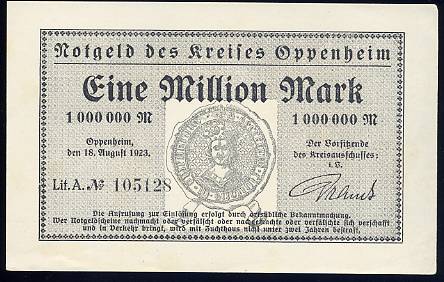 Notgeld des Kreises Oppenheim
Eine Million Mark
1 000 000 M 1 000 000 M
Oppenheim,
den 18. August 1923.
Der Vorsitzende
des Kreisausschusses:
i. V.
Lit. A. № 105128
Die Aufrufung zur Einlösung erfolgt durch ortsübliche Bekanntmachung.
Wer Notgeldscheine nachmacht oder verfälscht oder nachgemachte oder verfälschte sich verschafft
und in Verkehr bringt, wird mit Zuchthaus nicht unter zwei Jahren bestraft.